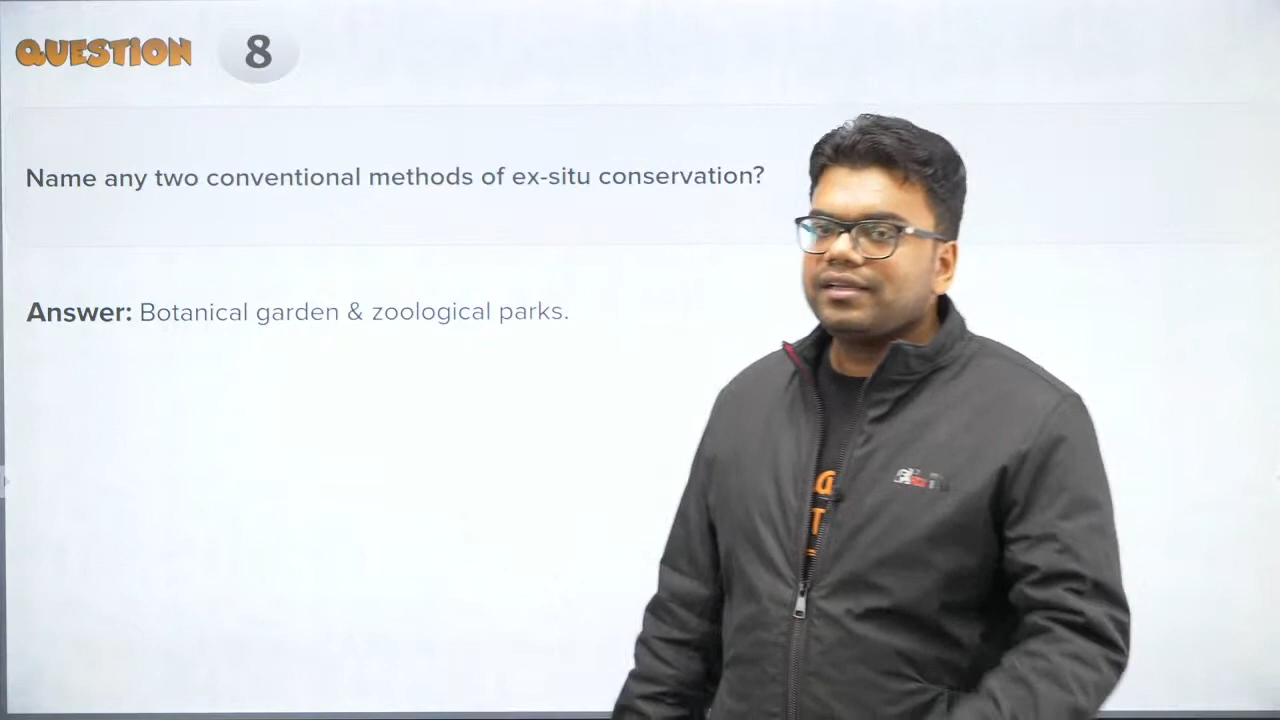 QUESTION 8
Name any two conventional methods of ex-situ conservation?
Answer: Botanical garden & zoological parks.